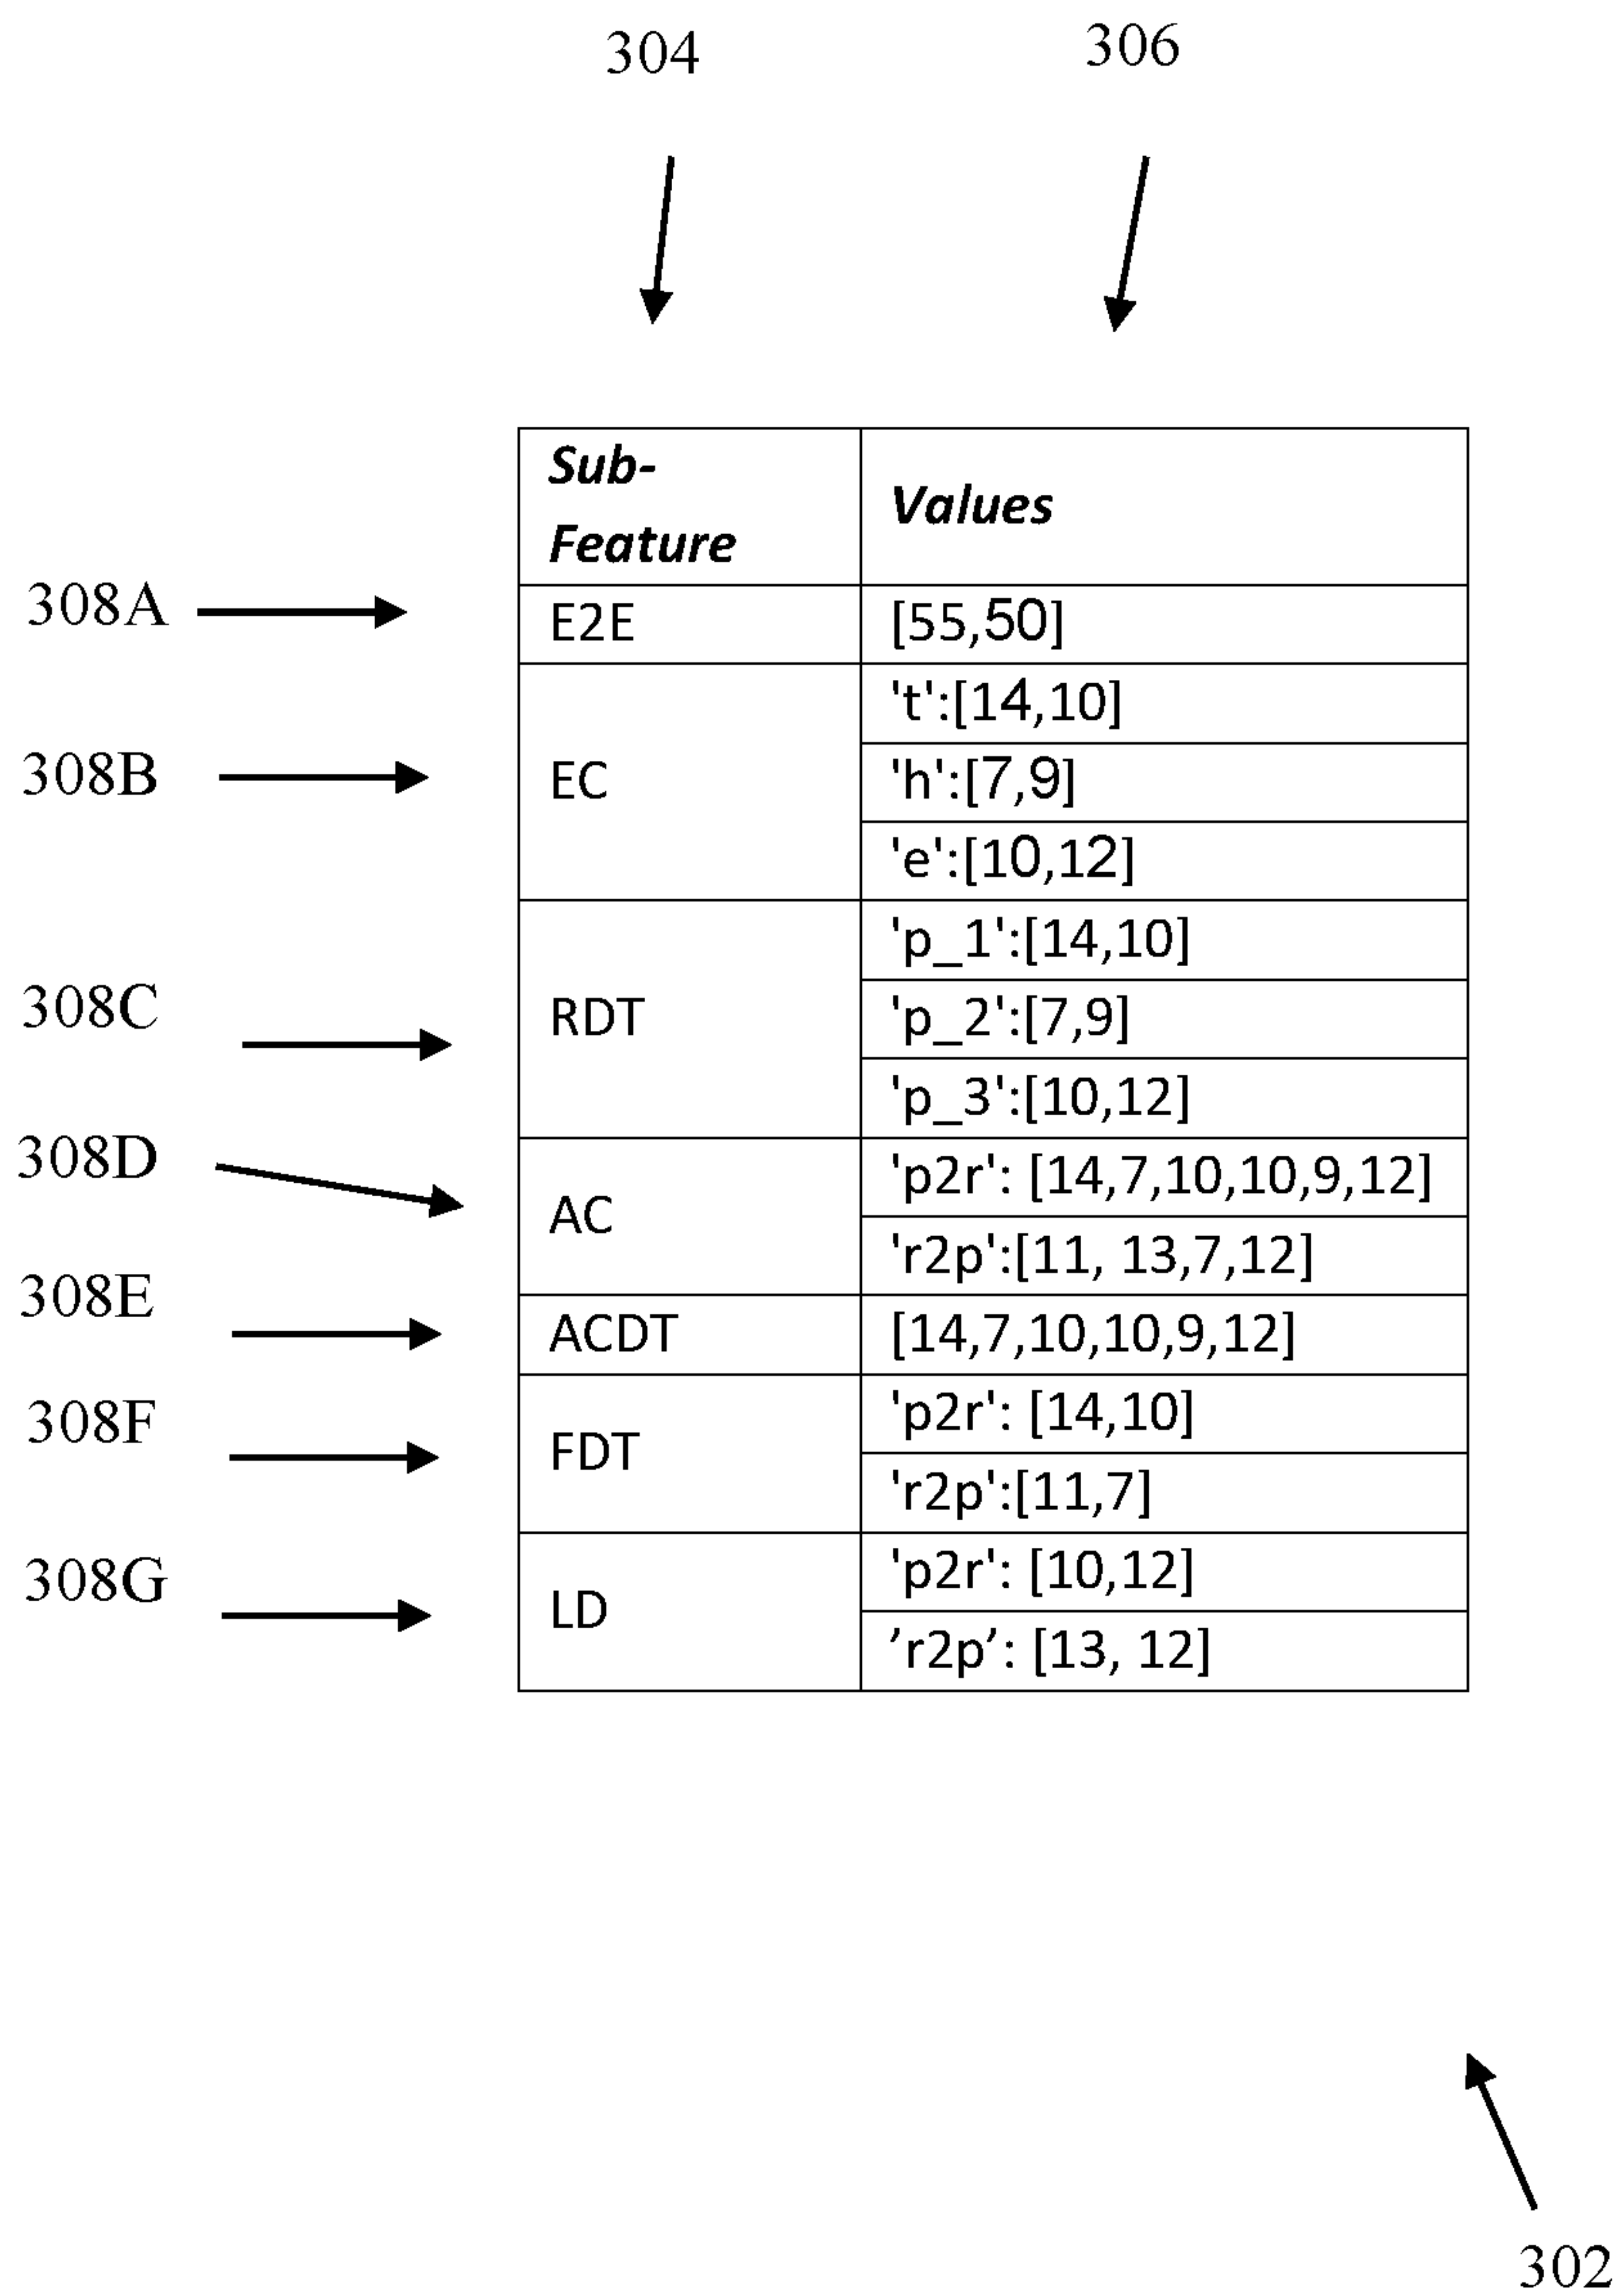 304 306
Sub-
Feature
Values
308A E2E [55,50]
't':[14,10]
308B EC 'h':[7,9]
'e':[10,12]
'p_1':[14,10]
308C RDT 'p_2':[7,9]
'p_3':[10,12]
308D AC 'p2r': [14,7,10,10,9,12]
'r2p':[11, 13,7,12]
308E ACDT [14,7,10,10,9,12]
308F FDT 'p2r': [14,10]
'r2p':[11,7]
308G LD 'p2r': [10,12]
’r2p’: [13, 12]
302